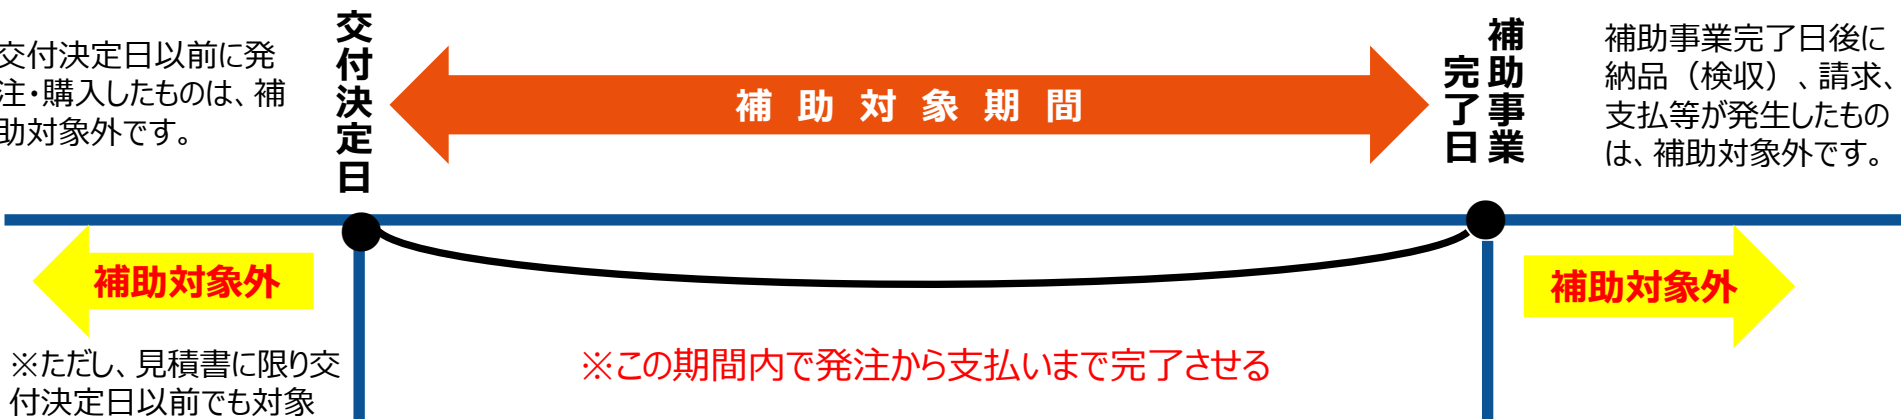 交付決定日以前に発
注・購入したものは、補
助対象外です。
交付決定日
補助対象期間
補助事業
完了日
補助事業完了日後に
納品（検収）、請求、
支払等が発生したもの
は、補助対象外です。
補助対象外
補助対象外
※ただし、見積書に限り交
付決定日以前でも対象
※この期間内で発注から支払いまで完了させる